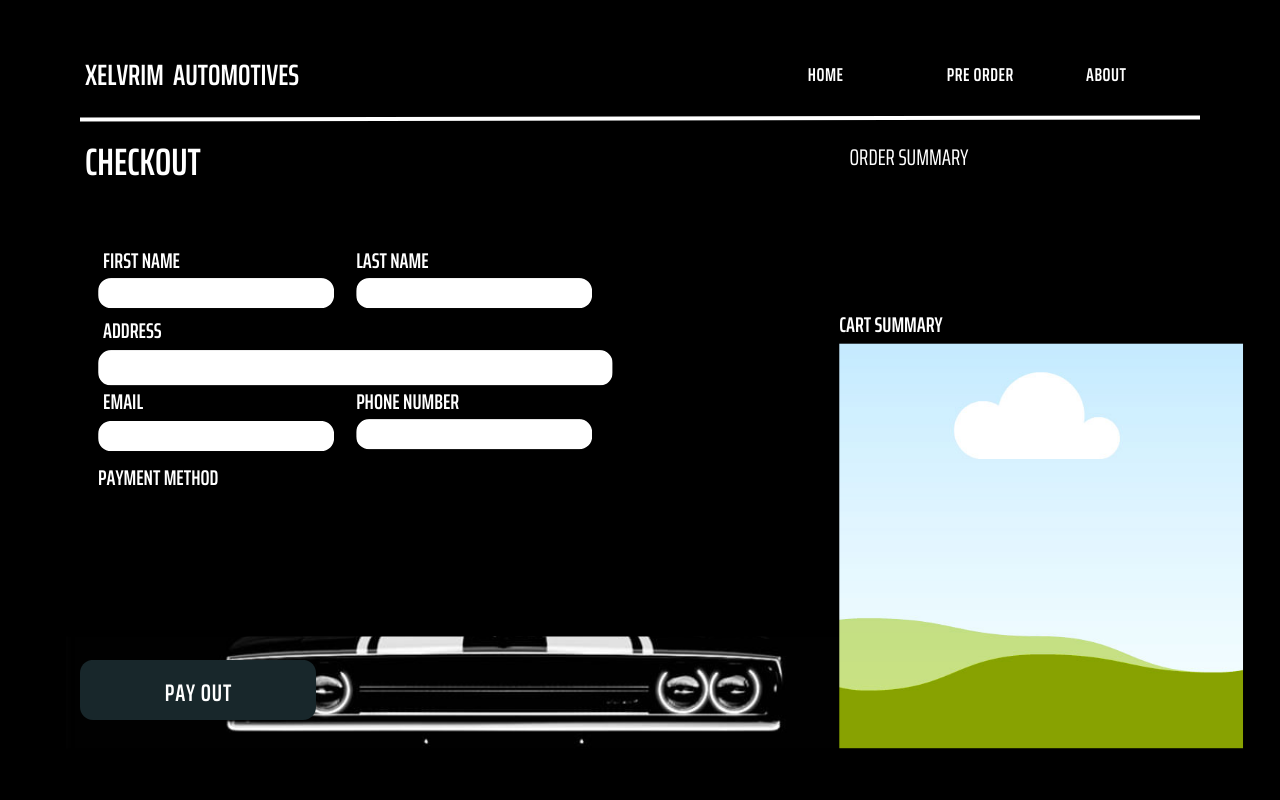 XELVRIM AUTOMOTIVES
HOME
PRE ORDER
ABOUT
CHECKOUT
ORDER SUMMARY
FIRST NAME
LAST NAME
ADDRESS
CART SUMMARY
EMAIL
PHONE NUMBER
PAYMENT METHOD
PAY OUT